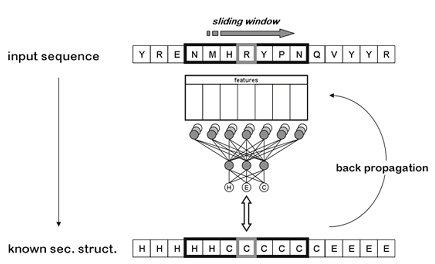 sliding window
input sequence
Y R E N M H R Y P N Q V Y Y R
features
H E C
back propagation
known sec. struct.
H H H H H C C C C C C E E E E